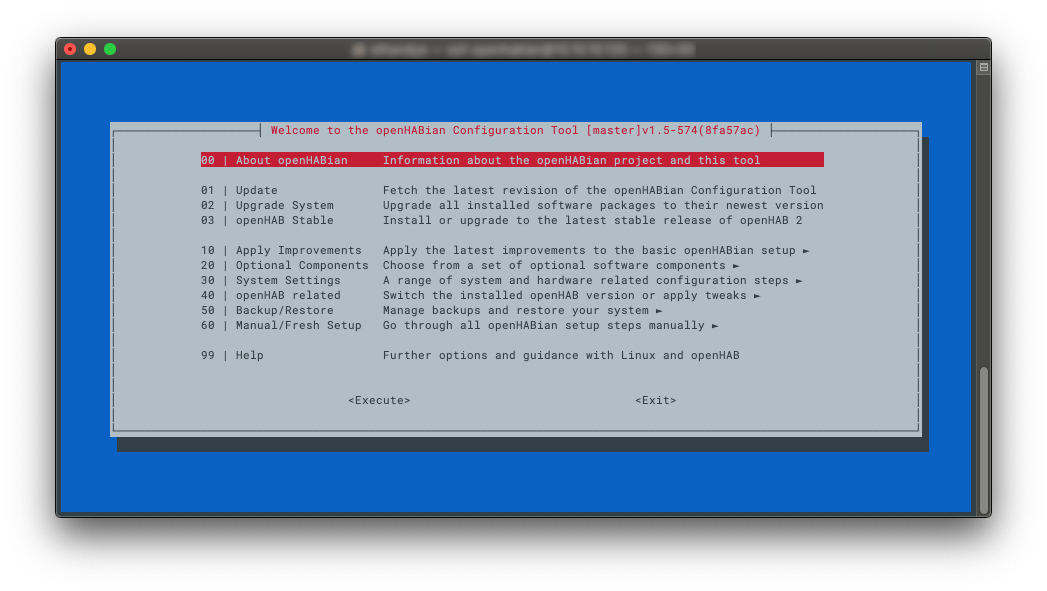 Welcome to the openHABian Configuration Tool [master]v1.5-574(8fa57ac)
00 | About openHABian     Information about the openHABian project and this tool
01 | Update               Fetch the latest revision of the openHABian Configuration Tool
02 | Upgrade System       Upgrade all installed software packages to their newest version
03 | openHAB Stable       Install or upgrade to the latest stable release of openHAB 2
10 | Apply Improvements   Apply the latest improvements to the basic openHABian setup ►
20 | Optional Components  Choose from a set of optional software components ►
30 | System Settings      A range of system and hardware related configuration steps ►
40 | openHAB related      Switch the installed openHAB version or apply tweaks ►
50 | Backup/Restore       Manage backups and restore your system ►
60 | Manual/Fresh Setup   Go through all openHABian setup steps manually ►
99 | Help                 Further options and guidance with Linux and openHAB
<Execute>                                <Exit>